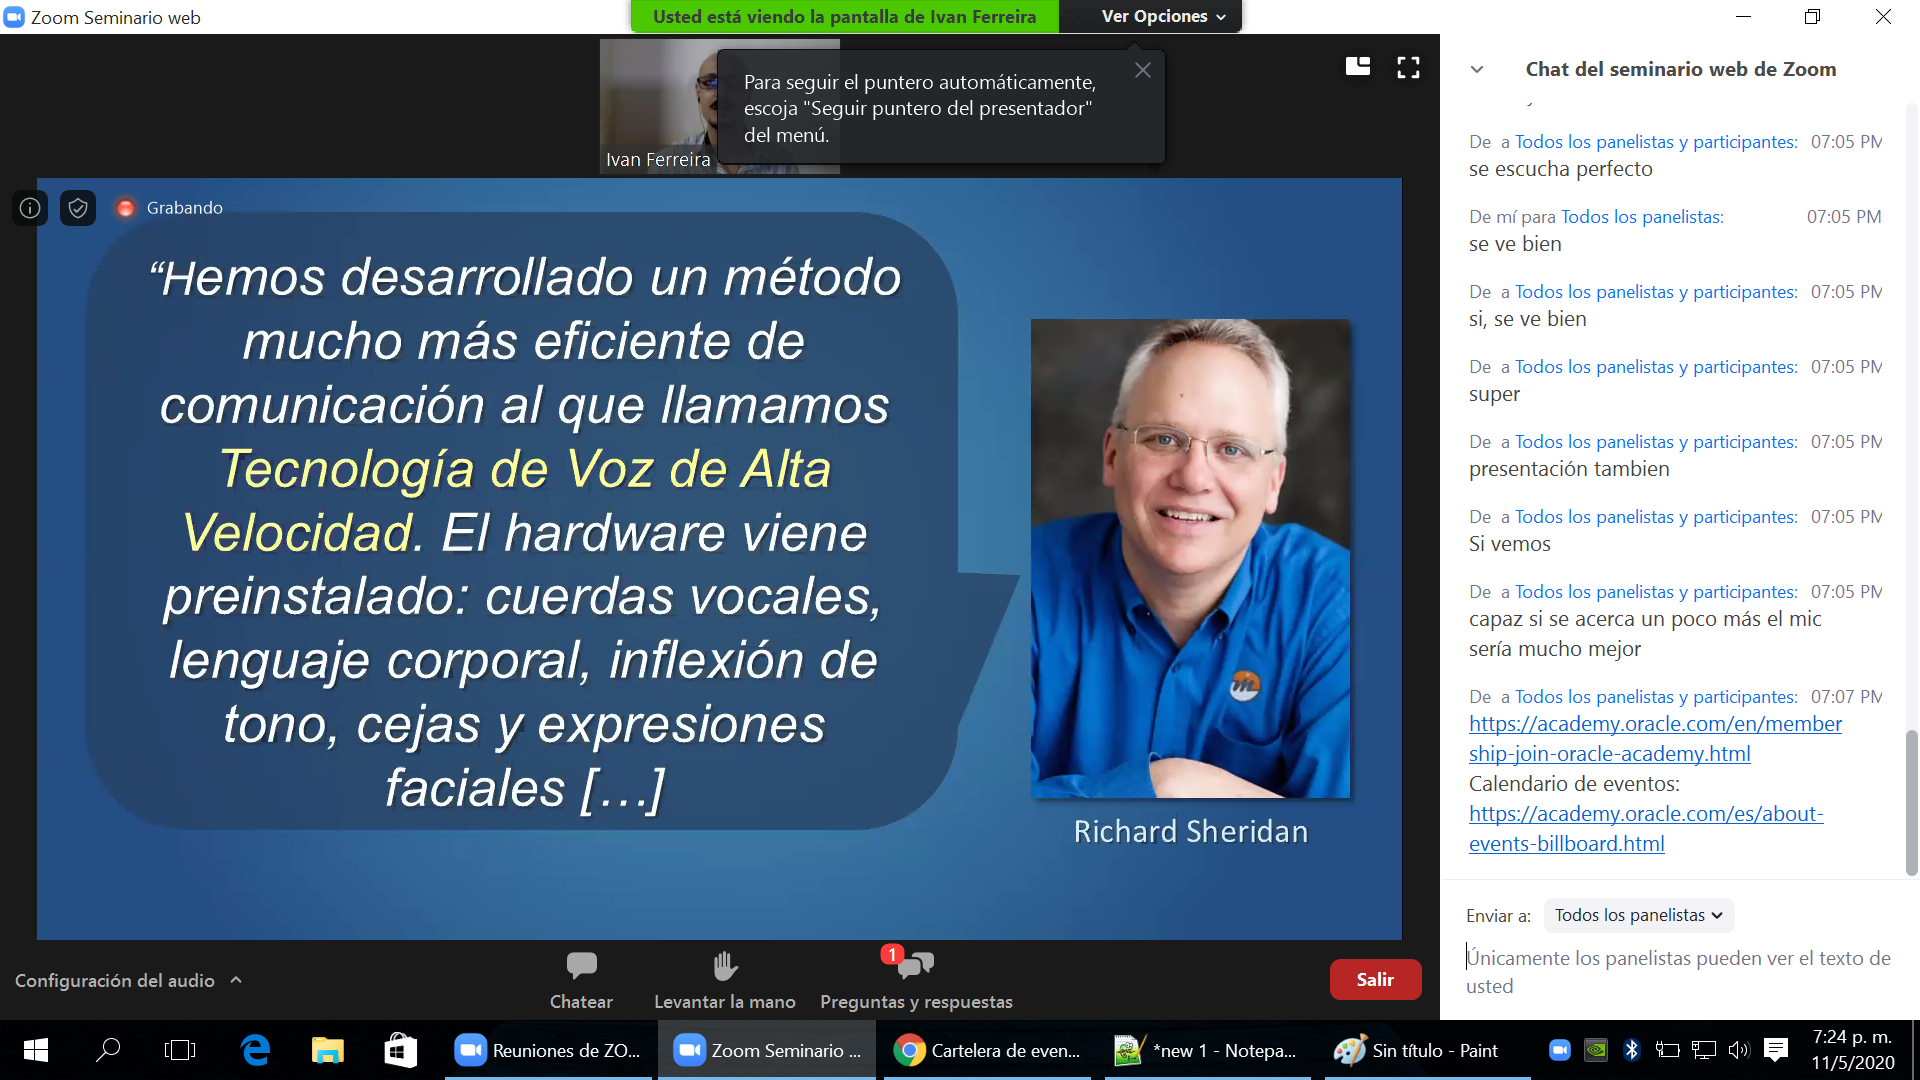 Zoom Seminario web
Usted está viendo la pantalla de Ivan Ferreira
Ver Opciones
Para seguir el puntero automáticamente,
escoja "Seguir puntero del presentador"
del menú.
Ivan Ferreira
Grabando
“Hemos desarrollado un método
mucho más eficiente de
comunicación al que llamamos
Tecnología de Voz de Alta
Velocidad. El hardware viene
preinstalado: cuerdas vocales,
lenguaje corporal, inflexión de
tono, cejas y expresiones
faciales […]
Richard Sheridan
Configuración del audio
Chatear
Levantar la mano
1
Preguntas y respuestas
Salir
Chat del seminario web de Zoom
De a Todos los panelistas y participantes: 07:05 PM
se escucha perfecto
De mí para Todos los panelistas: 07:05 PM
se ve bien
De a Todos los panelistas y participantes: 07:05 PM
si, se ve bien
De a Todos los panelistas y participantes: 07:05 PM
super
De a Todos los panelistas y participantes: 07:05 PM
presentación tambien
De a Todos los panelistas y participantes: 07:05 PM
Si vemos
De a Todos los panelistas y participantes: 07:05 PM
capaz si se acerca un poco más el mic
sería mucho mejor
De a Todos los panelistas y participantes: 07:07 PM
https://academy.oracle.com/en/member
ship-join-oracle-academy.html
Calendario de eventos:
https://academy.oracle.com/es/about-
events-billboard.html
Enviar a: Todos los panelistas
Únicamente los panelistas pueden ver el texto de
usted
Reuniones de ZO...
Zoom Seminario ...
Cartelera de even...
*new 1 - Notepa...
Sin título - Paint
7:24 p. m.
11/5/2020